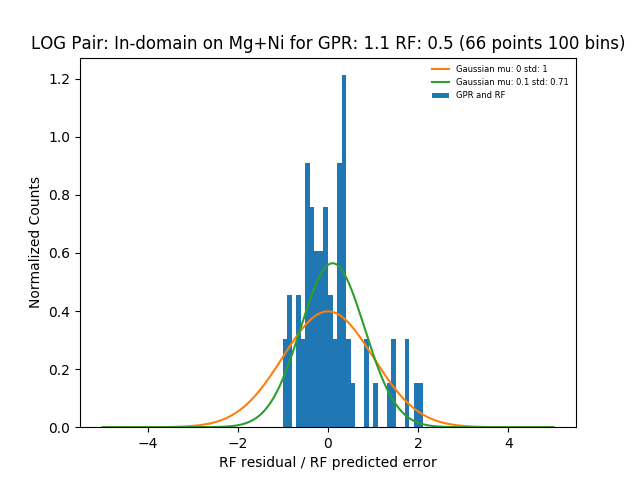 LOG Pair: In-domain on Mg+Ni for GPR: 1.1 RF: 0.5 (66 points 100 bins)
Gaussian mu: 0 std: 1
Gaussian mu: 0.1 std: 0.71
GPR and RF
Normalized Counts
1.2
1.0
0.8
0.6
0.4
0.2
0.0
−4 −2 0 2 4
RF residual / RF predicted error